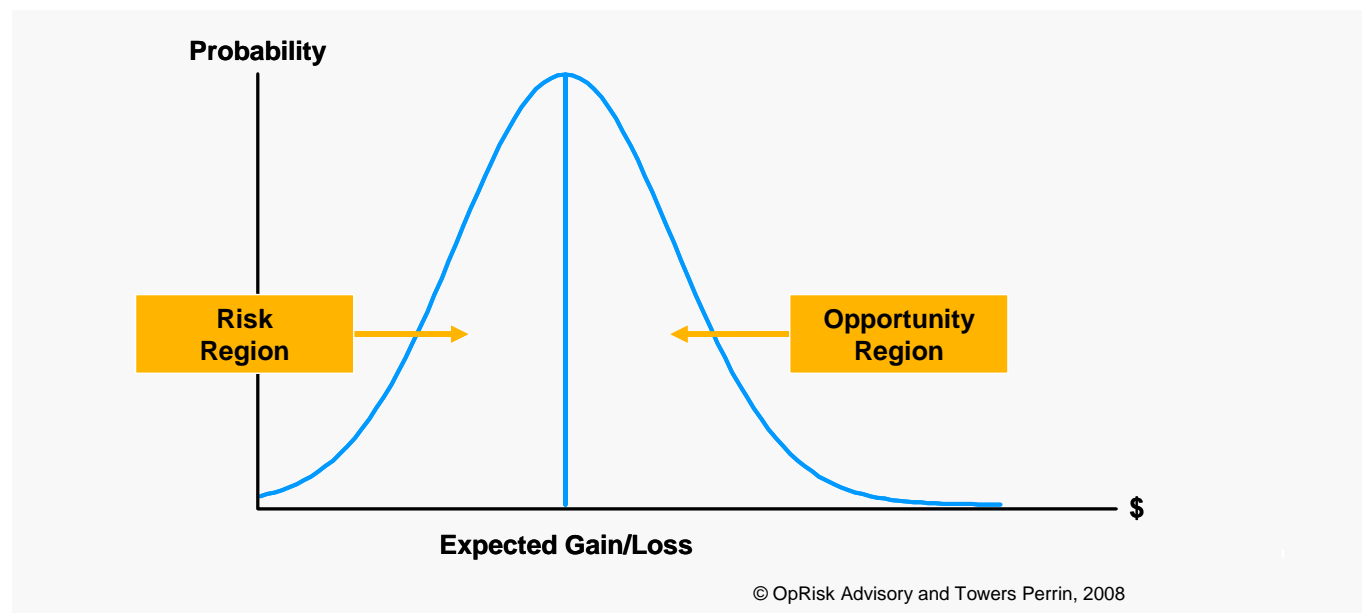 Probability
Risk
Region
Opportunity
Region
$
Expected Gain/Loss
© OpRisk Advisory and Towers Perrin, 2008